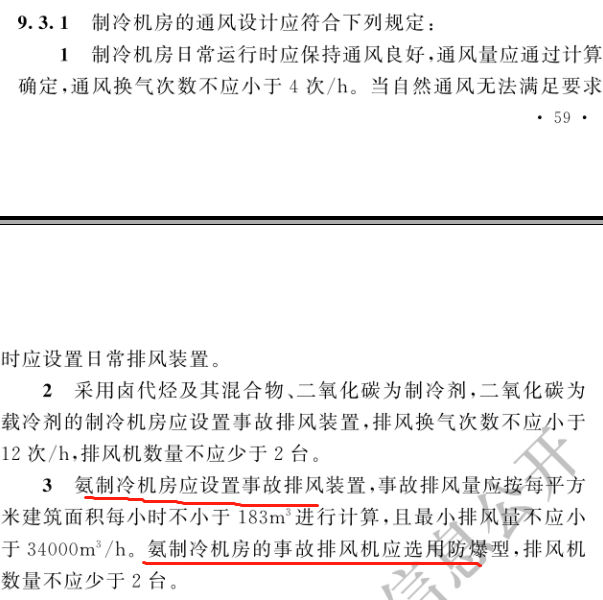 9.3.1 制冷机房的通风设计应符合下列规定:
1 制冷机房日常运行时应保持通风良好,通风量应通过计算
确定,通风换气次数不应小于 4 次/h。当自然通风无法满足要求
· 59 ·
时应设置日常排风装置。
2 采用卤代烃及其混合物、二氧化碳为制冷剂,二氧化碳为
载冷剂的制冷机房应设置事故排风装置,排风换气次数不应小于
12 次/h,排风机数量不应少于 2 台。
3 氨制冷机房应设置事故排风装置,事故排风量应按每平方
米建筑面积每小时不小于 183m³进行计算,且最小排风量不应小
于 34000m³/h。氨制冷机房的事故排风机应选用防爆型,排风机
数量不应少于 2 台。
信息公开